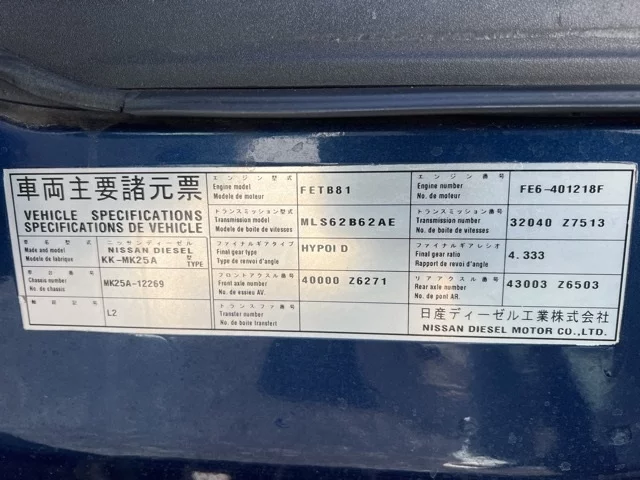 車両主要諸元票
VEHICLE SPECIFICATIONS
SPÉCIFICATIONS DE VÉHICULE
車名型式
Make and model
Modèle de fabrique
ニッサンディーゼル
NISSAN DIESEL
KK-MK25A 型 TYPE
車台番号
Chassis number
No. de chassis
MK25A-12269
L2
エンジン型式
Engine model
Modèle de moteur
FETB81
トランスミッション型式
Transmission model
Modèle de boîte de vitesses
MLS62B62AE
ファイナルギアタイプ
Final gear type
Type de renvoi d'angle
HYPOID
フロントアクスル番号
Front axle number
No. de essieu AV.
40000 Z6271
トランスファ番号
Transfer number
No. de boîte transfert
エンジン番号
Engine number
No. de moteur
FE6-401218F
トランスミッション番号
Transmission number
No. de boîte de vitesses
32040 Z7513
ファイナルギアレシオ
Final gear ratio
Rapport de renvoi d'angle
4.333
リアアクスル番号
Rear axle number
No. de pont AR.
43003 Z6503
日産ディーゼル工業株式会社
NISSAN DIESEL MOTOR CO.,LTD.